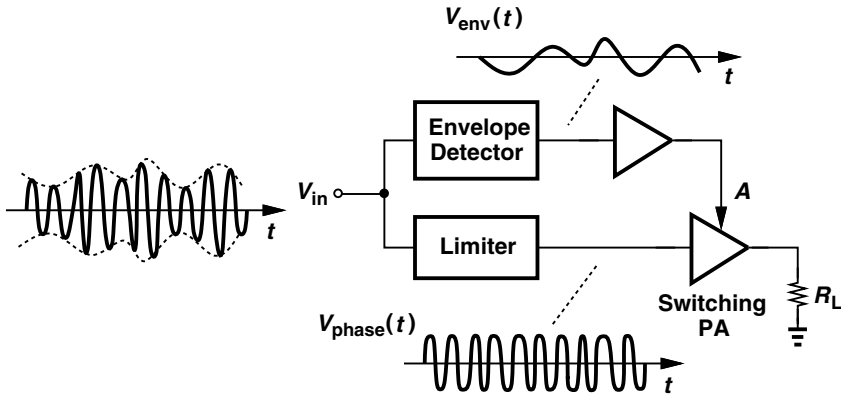 V_env(t)
t
Envelope
Detector
V_in
A
t
Limiter
R_L
Switching
PA
V_phase(t)
t